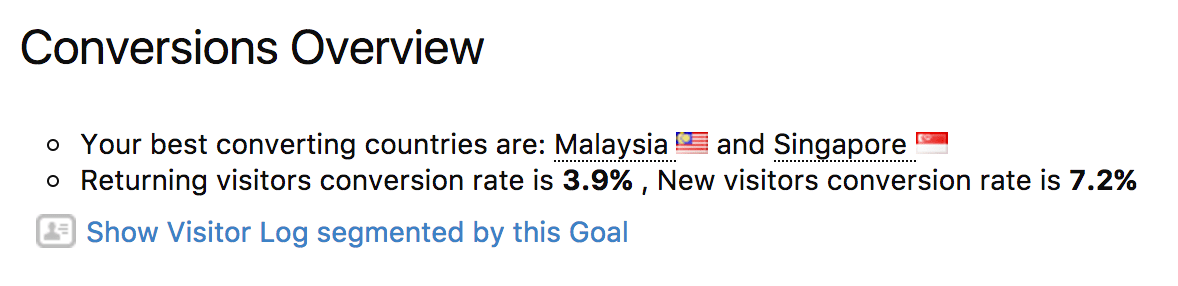 Conversions Overview
Your best converting countries are: Malaysia and Singapore
Returning visitors conversion rate is 3.9% , New visitors conversion rate is 7.2%
Show Visitor Log segmented by this Goal